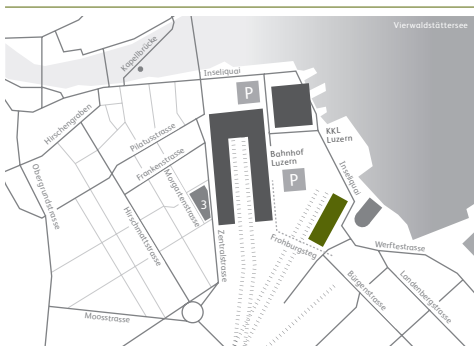 Vierwaldstättersee
Kapellbrücke
Inseliquai
P
Hirschengraben
Pilatusstrasse
KKL
Luzern
Frankenstrasse
Bahnhof
Luzern
P
Inseliquai
Obergrundstrasse
Morgartenstrasse
3
Hirschmattstrasse
Zentralstrasse
Frohburgsteg
Werftestrasse
Bürgenstrasse
Landenbergstrasse
Moosstrasse